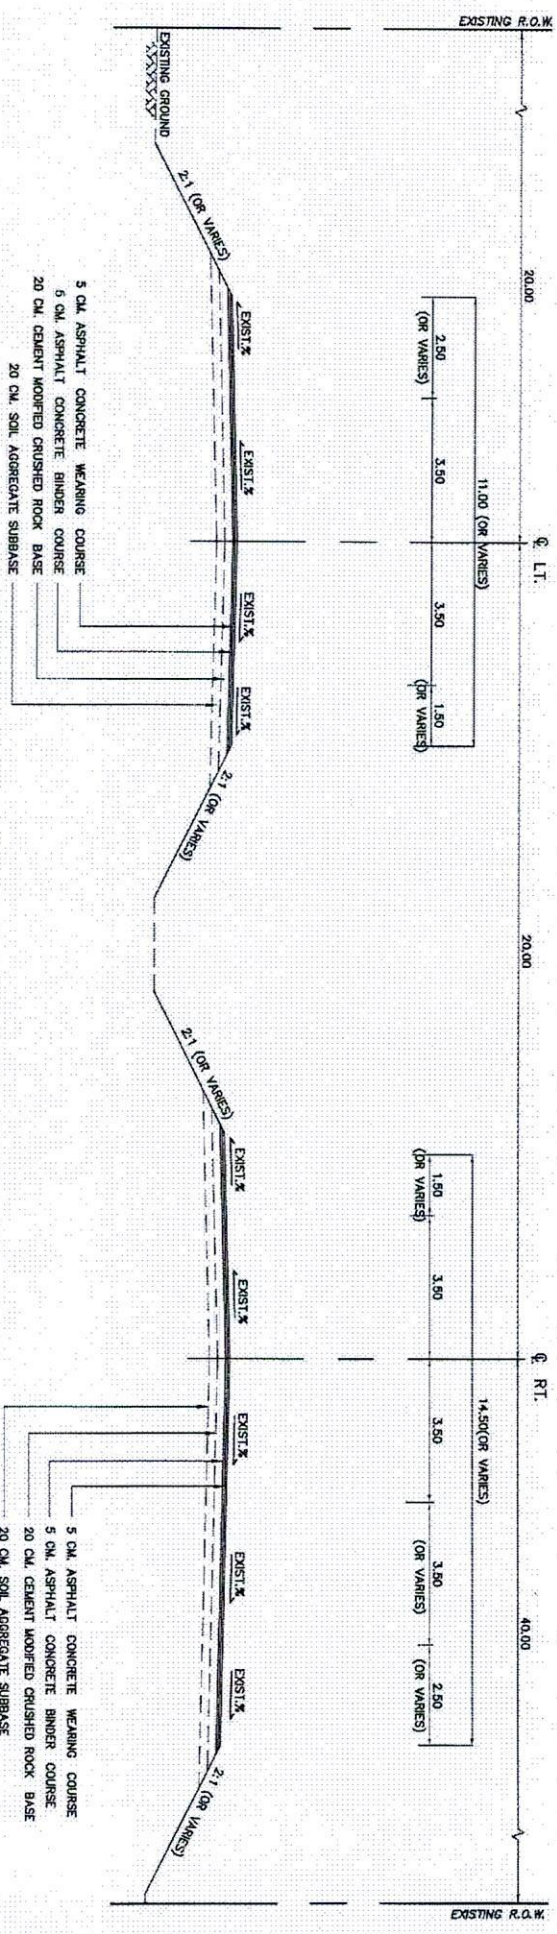 EXISTING R.O.W.
20.00
20.00
40.00
EXISTING R.O.W.
℄ LT.
℄ RT.
11.00 (OR VARIES)
14.50(OR VARIES)
2.50
(OR VARIES)
3.50
3.50
1.50
(OR VARIES)
1.50
(OR VARIES)
3.50
3.50
3.50
(OR VARIES)
2.50
(OR VARIES)
EXIST.%
EXIST.%
EXIST.%
EXIST.%
EXIST.%
EXIST.%
EXIST.%
EXIST.%
EXIST.%
EXISTING GROUND
2:1 (OR VARIES)
2:1 (OR VARIES)
2:1 (OR VARIES)
2:1 (OR VARIES)
5 CM. ASPHALT CONCRETE WEARING COURSE
5 CM. ASPHALT CONCRETE BINDER COURSE
20 CM. CEMENT MODIFIED CRUSHED ROCK BASE
20 CM. SOIL AGGREGATE SUBBASE
5 CM. ASPHALT CONCRETE WEARING COURSE
5 CM. ASPHALT CONCRETE BINDER COURSE
20 CM. CEMENT MODIFIED CRUSHED ROCK BASE
20 CM. SOIL AGGREGATE SUBBASE